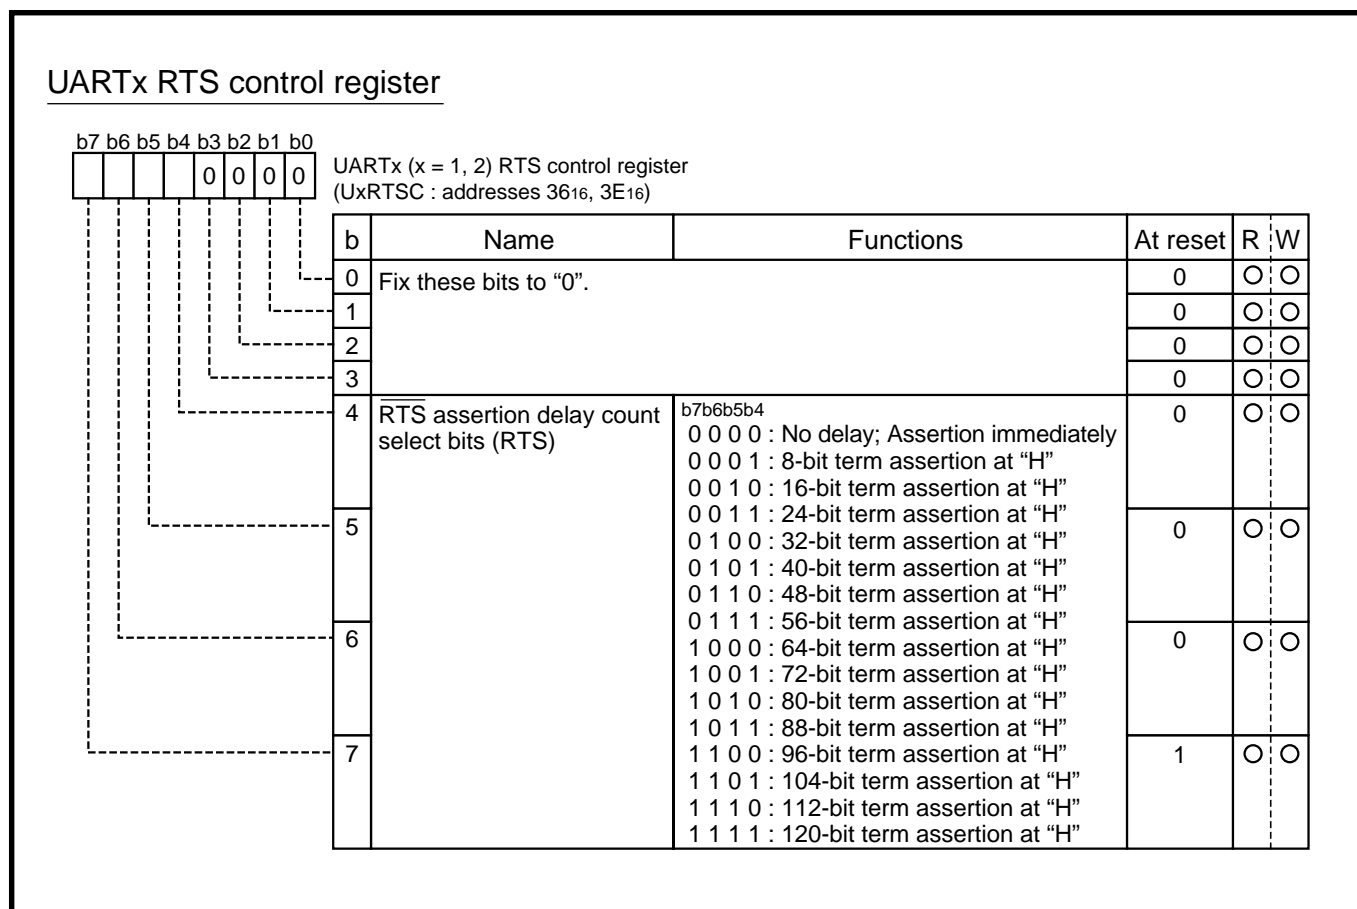 UARTx RTS control register
b7 b6 b5 b4 b3 b2 b1 b0
0 0 0 0
UARTx (x = 1, 2) RTS control register
(UxRTSC : addresses 3616, 3E16)
b Name Functions At reset R W
0 Fix these bits to “0”. 0 O O
1 0 O O
2 0 O O
3 0 O O
4 RTS assertion delay count select bits (RTS) 0 O O
b7b6b5b4
0 0 0 0 : No delay; Assertion immediately
0 0 0 1 : 8-bit term assertion at “H”
0 0 1 0 : 16-bit term assertion at “H”
0 0 1 1 : 24-bit term assertion at “H”
5 0 O O
0 1 0 0 : 32-bit term assertion at “H”
0 1 0 1 : 40-bit term assertion at “H”
0 1 1 0 : 48-bit term assertion at “H”
0 1 1 1 : 56-bit term assertion at “H”
6 0 O O
1 0 0 0 : 64-bit term assertion at “H”
1 0 0 1 : 72-bit term assertion at “H”
1 0 1 0 : 80-bit term assertion at “H”
1 0 1 1 : 88-bit term assertion at “H”
7 1 O O
1 1 0 0 : 96-bit term assertion at “H”
1 1 0 1 : 104-bit term assertion at “H”
1 1 1 0 : 112-bit term assertion at “H”
1 1 1 1 : 120-bit term assertion at “H”